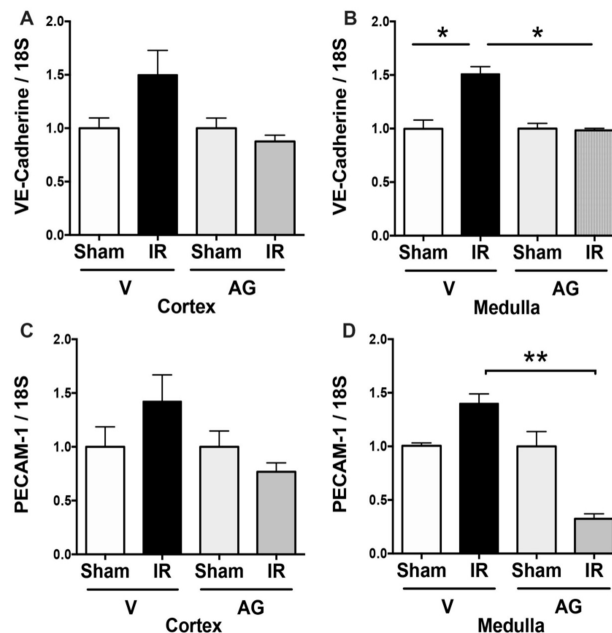 A
VE-Cadherine / 18S
2.0
1.5
1.0
0.5
0.0
Sham IR Sham IR
V AG
Cortex
B
VE-Cadherine / 18S
2.0
1.5
1.0
0.5
0.0
* *
Sham IR Sham IR
V AG
Medulla
C
PECAM-1 / 18S
2.0
1.5
1.0
0.5
0.0
Sham IR Sham IR
V AG
Cortex
D
PECAM-1 / 18S
2.0
1.5
1.0
0.5
0.0
**
Sham IR Sham IR
V AG
Medulla